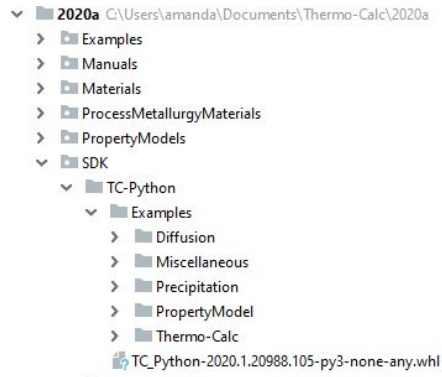 2020a C:\Users\amanda\Documents\Thermo-Calc\2020a
Examples
Manuals
Materials
ProcessMetallurgyMaterials
PropertyModels
SDK
TC-Python
Examples
Diffusion
Miscellaneous
Precipitation
PropertyModel
Thermo-Calc
TC_Python-2020.1.20988.105-py3-none-any.whl